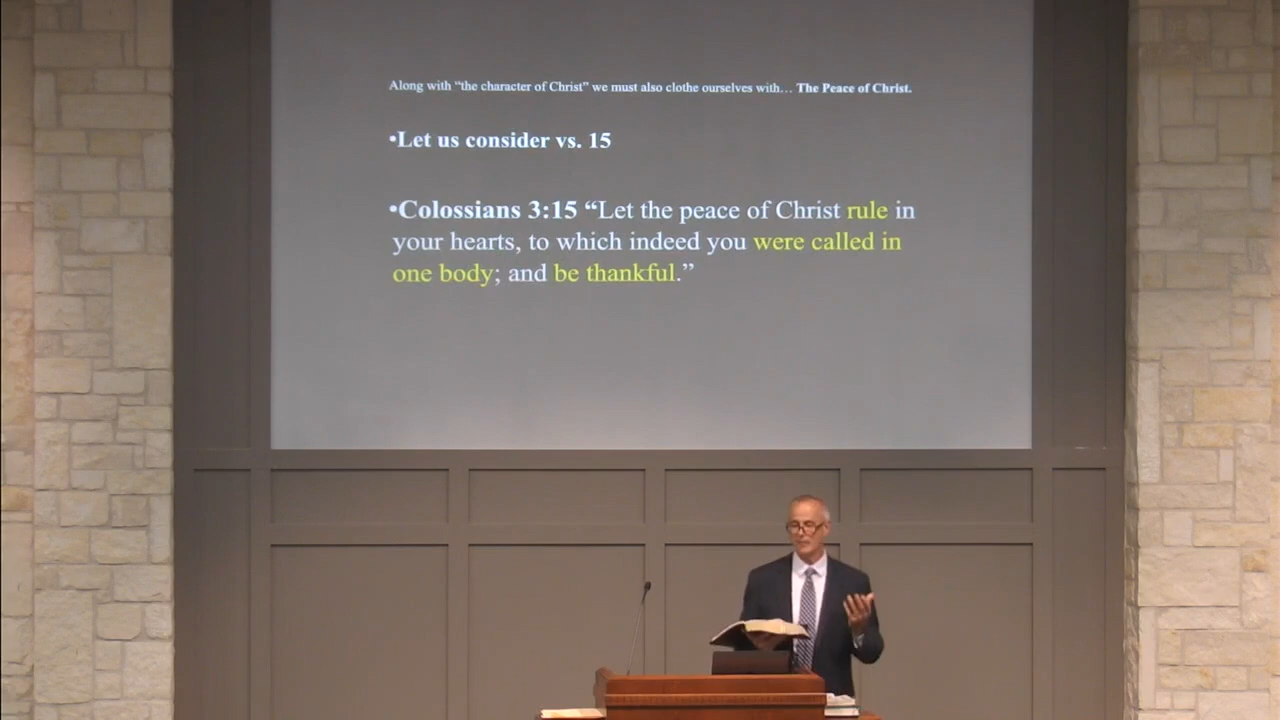 Along with “the character of Christ” we must also clothe ourselves with… The Peace of Christ.
•Let us consider vs. 15
•Colossians 3:15 “Let the peace of Christ rule in
your hearts, to which indeed you were called in
one body; and be thankful.”